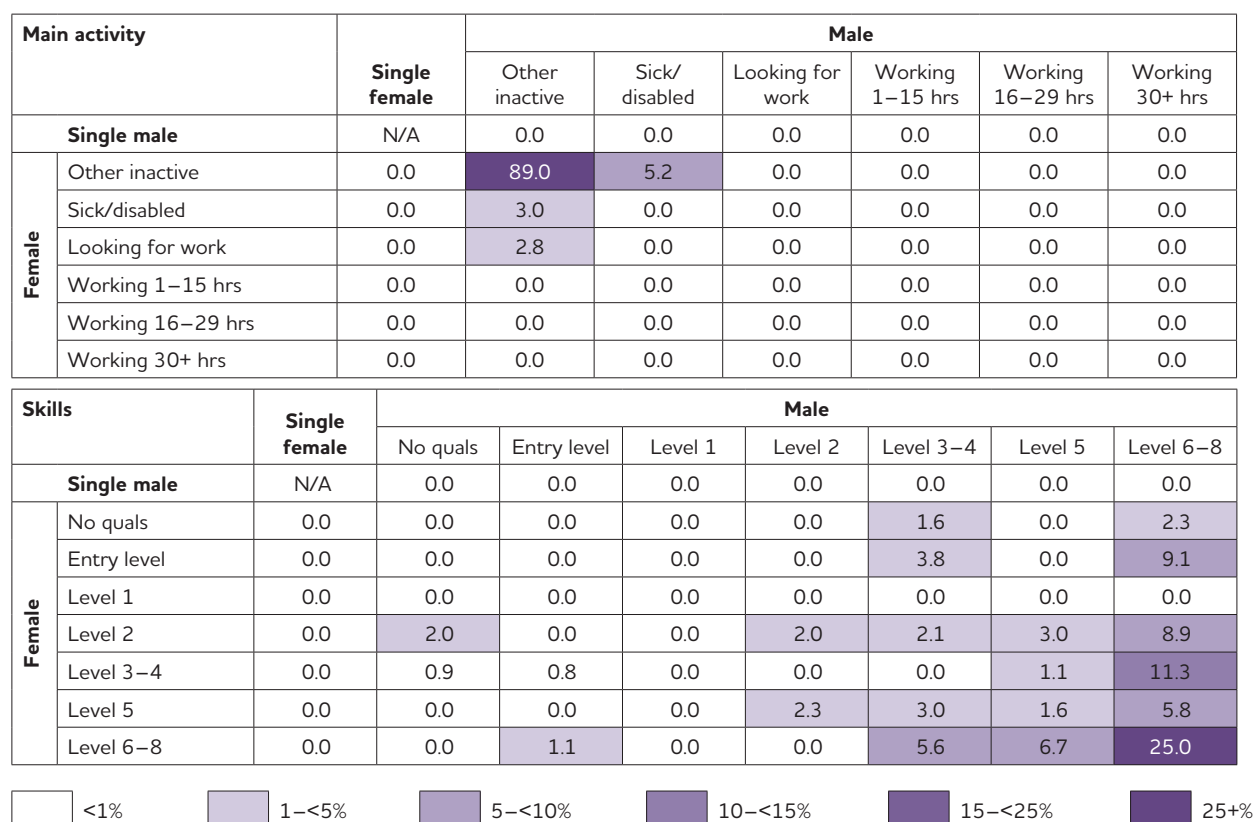 Main activity
Single female
Male
Other inactive
Sick/ disabled
Looking for work
Working 1–15 hrs
Working 16–29 hrs
Working 30+ hrs
Single male N/A 0.0 0.0 0.0 0.0 0.0 0.0
Female
Other inactive 0.0 89.0 5.2 0.0 0.0 0.0 0.0
Sick/disabled 0.0 3.0 0.0 0.0 0.0 0.0 0.0
Looking for work 0.0 2.8 0.0 0.0 0.0 0.0 0.0
Working 1–15 hrs 0.0 0.0 0.0 0.0 0.0 0.0 0.0
Working 16–29 hrs 0.0 0.0 0.0 0.0 0.0 0.0 0.0
Working 30+ hrs 0.0 0.0 0.0 0.0 0.0 0.0 0.0
Skills
Single female
Male
No quals Entry level Level 1 Level 2 Level 3–4 Level 5 Level 6–8
Single male N/A 0.0 0.0 0.0 0.0 0.0 0.0 0.0
Female
No quals 0.0 0.0 0.0 0.0 0.0 1.6 0.0 2.3
Entry level 0.0 0.0 0.0 0.0 0.0 3.8 0.0 9.1
Level 1 0.0 0.0 0.0 0.0 0.0 0.0 0.0 0.0
Level 2 0.0 2.0 0.0 0.0 2.0 2.1 3.0 8.9
Level 3–4 0.0 0.9 0.8 0.0 0.0 0.0 1.1 11.3
Level 5 0.0 0.0 0.0 0.0 2.3 3.0 1.6 5.8
Level 6–8 0.0 0.0 1.1 0.0 0.0 5.6 6.7 25.0
<1% 1–<5% 5–<10% 10–<15% 15–<25% 25+%